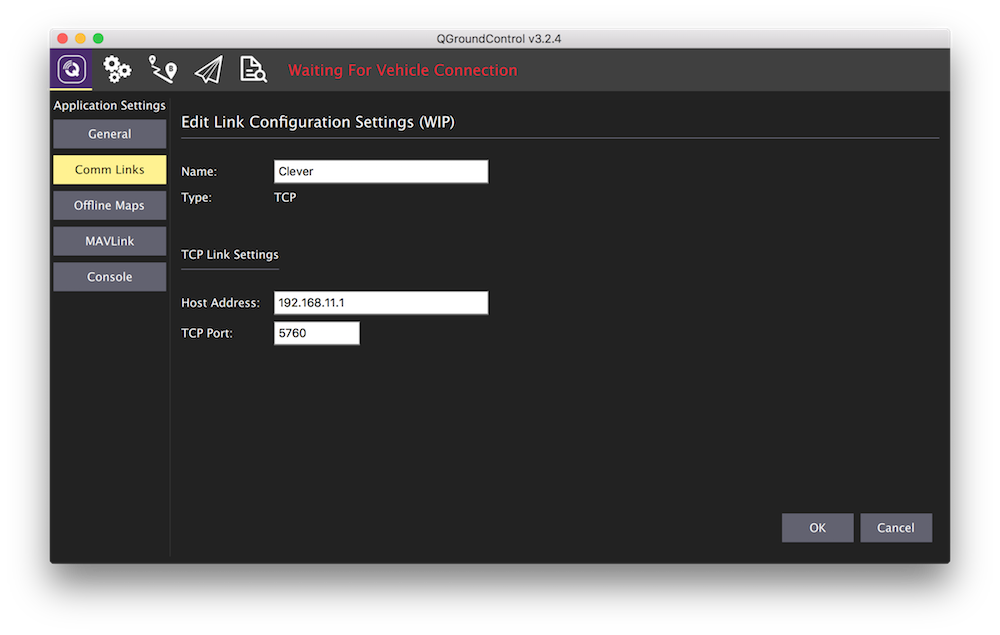 QGroundControl v3.2.4
Waiting For Vehicle Connection
Application Settings
General
Comm Links
Offline Maps
MAVLink
Console
Edit Link Configuration Settings (WIP)
Name: Clever
Type: TCP
TCP Link Settings
Host Address: 192.168.11.1
TCP Port: 5760
OK Cancel